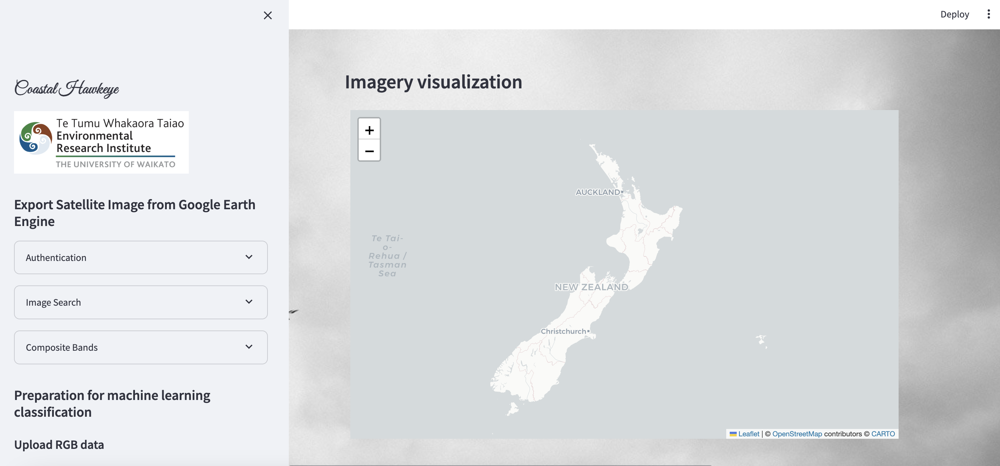 Deploy
Coastal Hawkeye
Te Tumu Whakaora Taiao
Environmental
Research Institute
THE UNIVERSITY OF WAIKATO
Export Satellite Image from Google Earth
Engine
Authentication
Image Search
Composite Bands
Preparation for machine learning
classification
Upload RGB data
Imagery visualization
+
−
AUCKLAND
Te Tai-
o-
Rehua /
Tasman
Sea
NEW ZEALAND
Christchurch
Leaflet | © OpenStreetMap contributors © CARTO